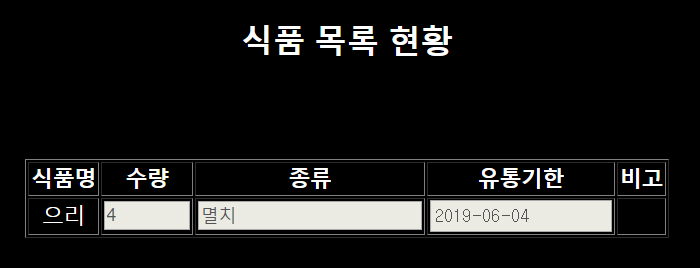 식품 목록 현황
식품명 수량 종류 유통기한 비고
으리 4 멸치 2019-06-04